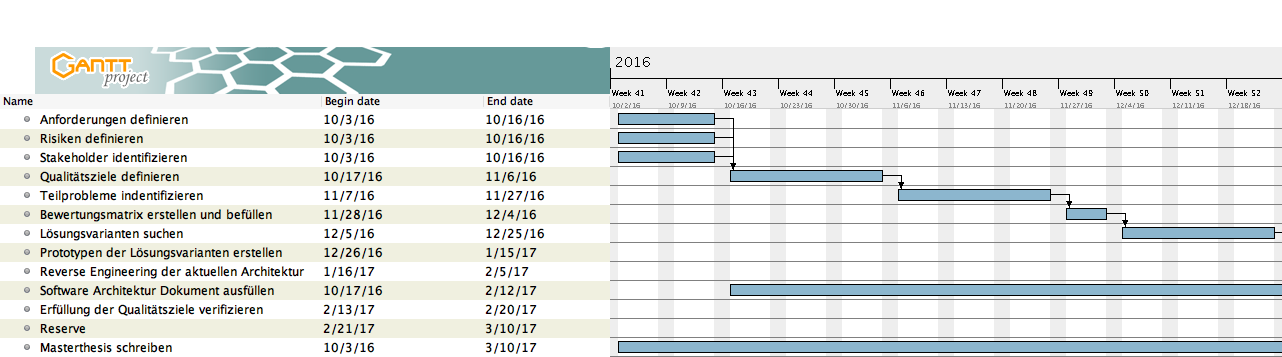 GANTT
project
2016
Week 41 Week 42 Week 43 Week 44 Week 45 Week 46 Week 47 Week 48 Week 49 Week 50 Week 51 Week 52
10/2/16 10/9/16 10/16/16 10/23/16 10/30/16 11/6/16 11/13/16 11/20/16 11/27/16 12/4/16 12/11/16 12/18/16
Name Begin date End date
Anforderungen definieren 10/3/16 10/16/16
Risiken definieren 10/3/16 10/16/16
Stakeholder identifizieren 10/3/16 10/16/16
Qualitätsziele definieren 10/17/16 11/6/16
Teilprobleme indentifizieren 11/7/16 11/27/16
Bewertungsmatrix erstellen und befüllen 11/28/16 12/4/16
Lösungsvarianten suchen 12/5/16 12/25/16
Prototypen der Lösungsvarianten erstellen 12/26/16 1/15/17
Reverse Engineering der aktuellen Architektur 1/16/17 2/5/17
Software Architektur Dokument ausfüllen 10/17/16 2/12/17
Erfüllung der Qualitätsziele verifizieren 2/13/17 2/20/17
Reserve 2/21/17 3/10/17
Masterthesis schreiben 10/3/16 3/10/17